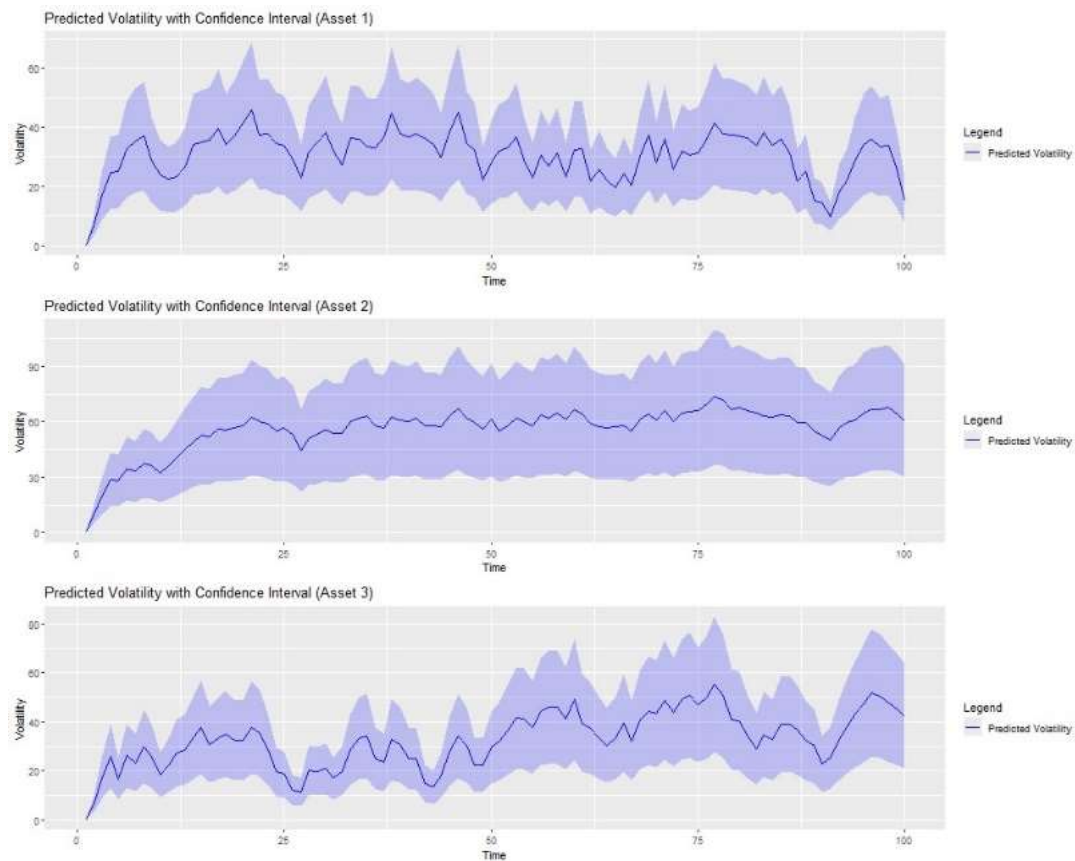 Predicted Volatility with Confidence Interval (Asset 1)
60
40
20
0
Volatility
0 25 50 75 100
Time
Legend
Predicted Volatility
Predicted Volatility with Confidence Interval (Asset 2)
90
60
30
0
Volatility
0 25 50 75 100
Time
Legend
Predicted Volatility
Predicted Volatility with Confidence Interval (Asset 3)
80
60
40
20
0
Volatility
0 25 50 75 100
Time
Legend
Predicted Volatility